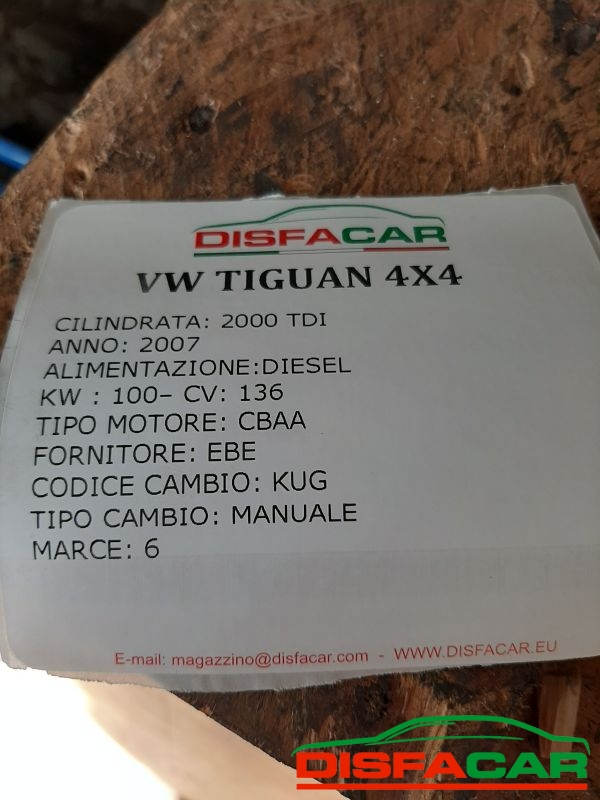 DISFACAR
VW TIGUAN 4X4
CILINDRATA: 2000 TDI
ANNO: 2007
ALIMENTAZIONE:DIESEL
KW : 100– CV: 136
TIPO MOTORE: CBAA
FORNITORE: EBE
CODICE CAMBIO: KUG
TIPO CAMBIO: MANUALE
MARCE: 6
E-mail: magazzino@disfacar.com - WWW.DISFACAR.EU
DISFACAR